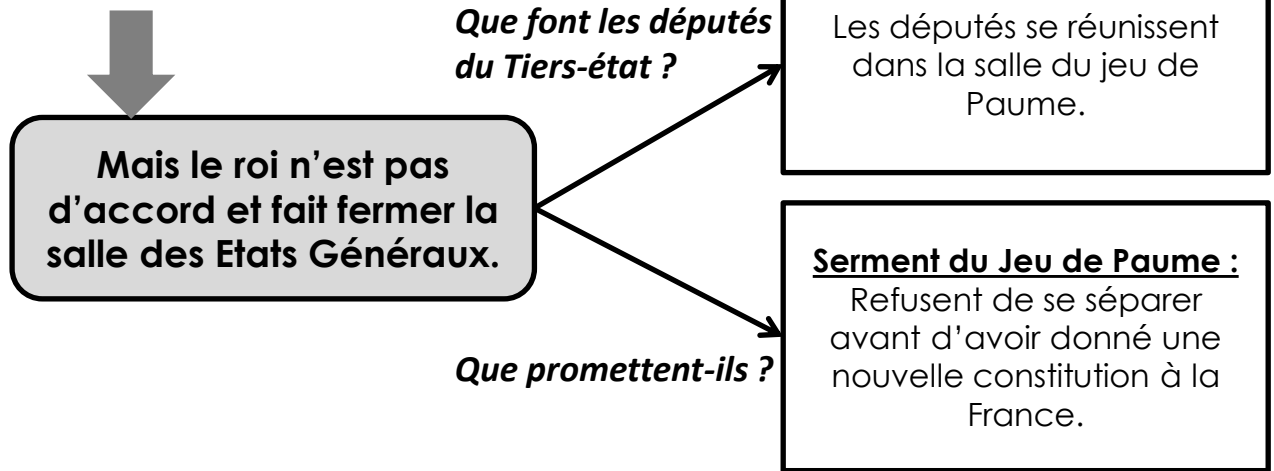 Que font les députés
du Tiers-état ?
Les députés se réunissent
dans la salle du jeu de
Paume.
Mais le roi n’est pas
d’accord et fait fermer la
salle des Etats Généraux.
Que promettent-ils ?
Serment du Jeu de Paume :
Refusent de se séparer
avant d’avoir donné une
nouvelle constitution à la
France.